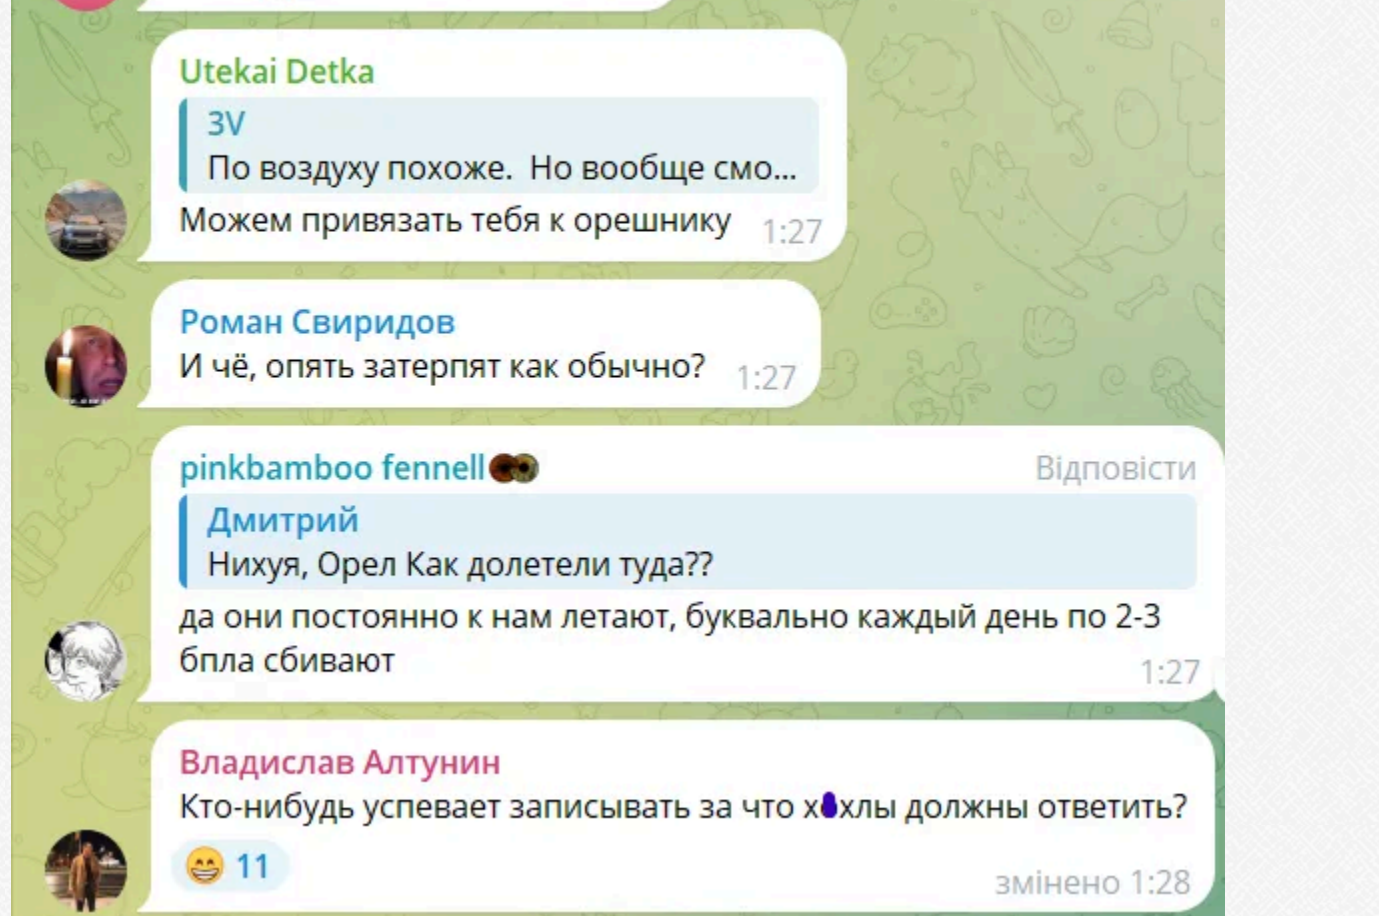 Utekai Detka
3V
По воздуху похоже. Но вообще смо...
Можем привязать тебя к орешнику
1:27
Роман Свиридов
И чё, опять затерпят как обычно?
1:27
pinkbamboo fennell
Відповісти
Дмитрий
Нихуя, Орел Как долетели туда??
да они постоянно к нам летают, буквально каждый день по 2-3
бпла сбивают
1:27
Владислав Алтунин
Кто-нибудь успевает записывать за что х хлы должны ответить?
😁 11
змінено 1:28